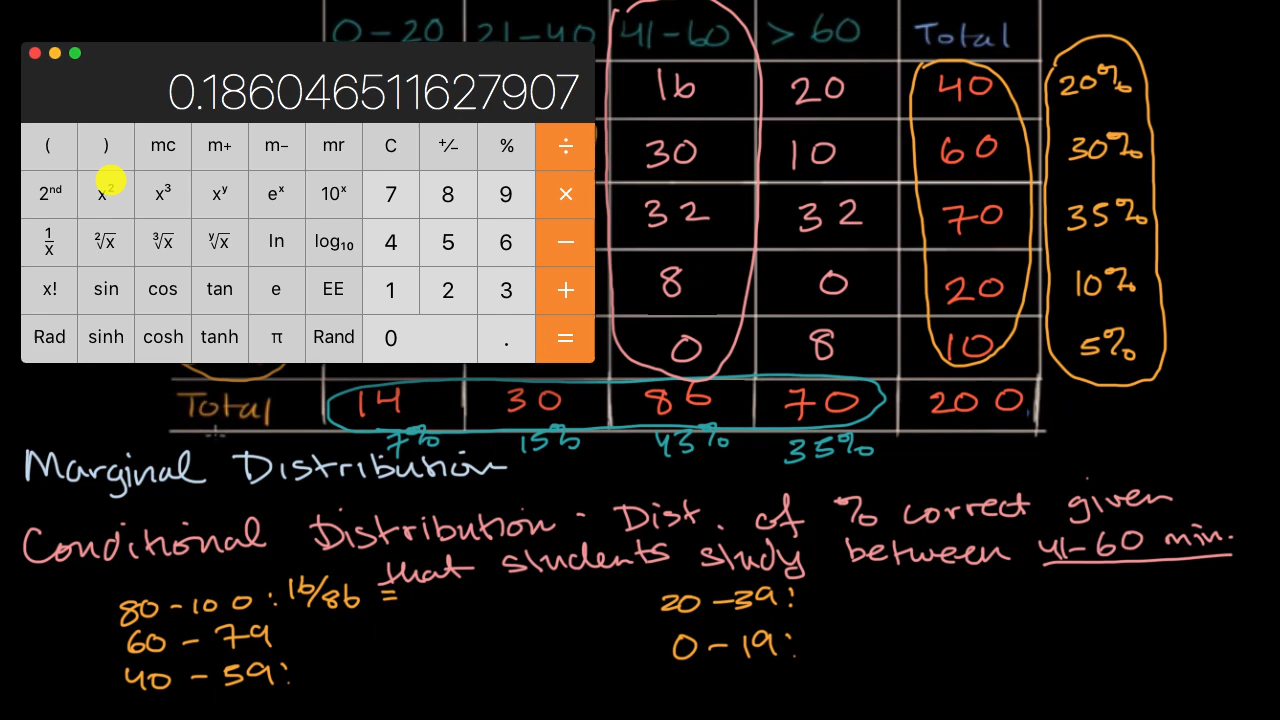 0-20 21-40 41-60 > 60 Total
0.186046511627907
16 20 40 20%
( ) mc m+ m- mr C +/- % ÷
30 10 60 30%
2nd x2 x3 xy ex 10x 7 8 9 ×
32 32 70 35%
1/x 2√x 3√x y√x ln log10 4 5 6 −
8 0 20 10%
x! sin cos tan e EE 1 2 3 +
0 8 10 5%
Rad sinh cosh tanh π Rand 0 . =
Total 14 30 86 70 200
7% 15% 43% 35%
Marginal Distribution
Conditional Distribution - Dist. of % correct given
that students study between 41-60 min.
80-100: 16/86 = 20-39:
60-79 0-19:
40-59: